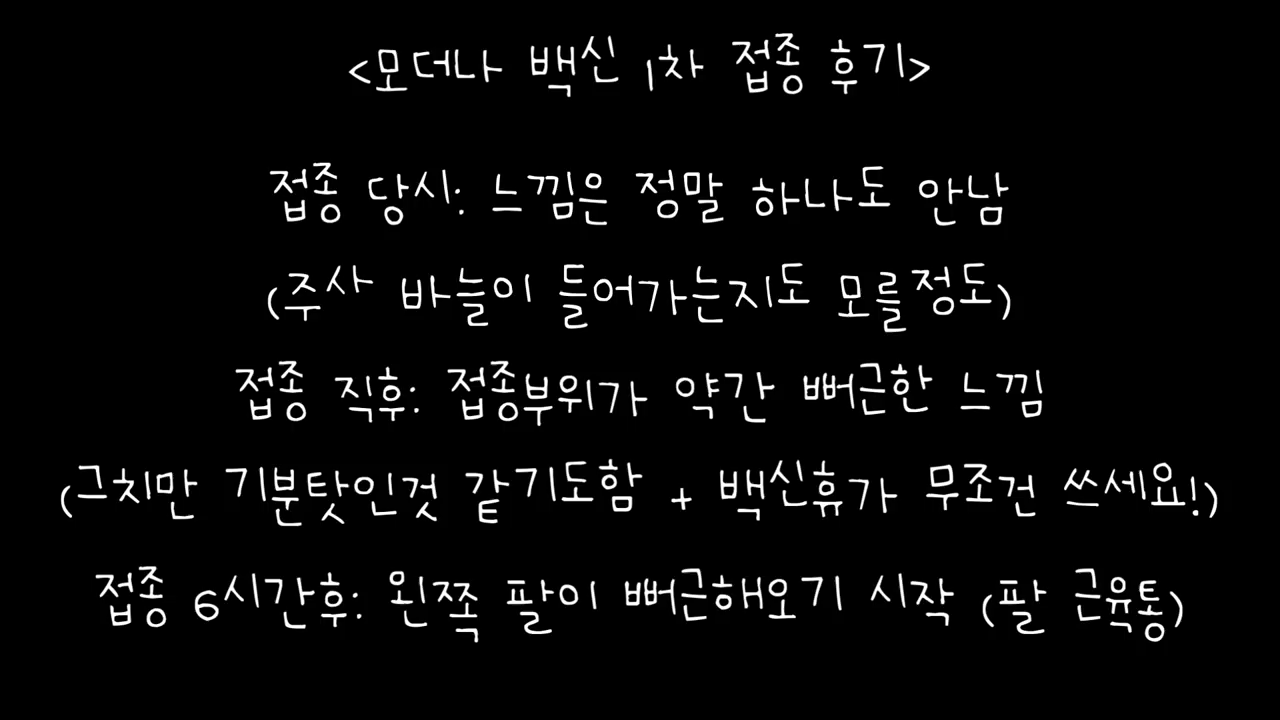 <모더나 백신 1차 접종 후기>
접종 당시: 느낌은 정말 하나도 안남
(주사 바늘이 들어가는지도 모를정도)
접종 직후: 접종부위가 약간 뻐근한 느낌
(그치만 기분탓인것 같기도함 + 백신휴가 무조건 쓰세요!)
접종 6시간후: 왼쪽 팔이 뻐근해오기 시작 (팔 근육통)